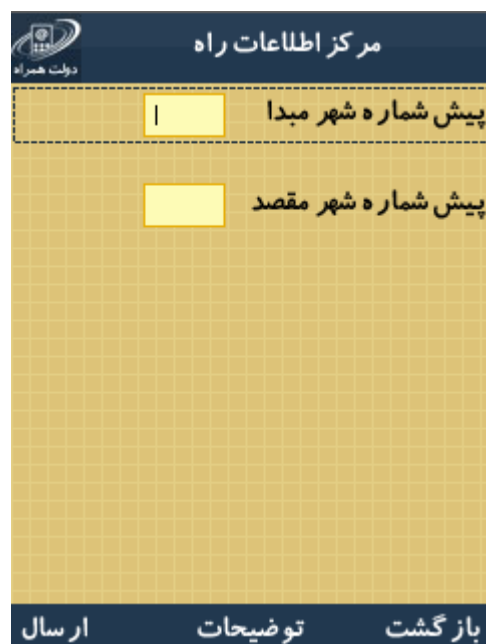 مرکز اطلاعات راه
دولت همراه
پیش شماره شهر مبدا
پیش شماره شهر مقصد
بازگشت توضیحات ارسال